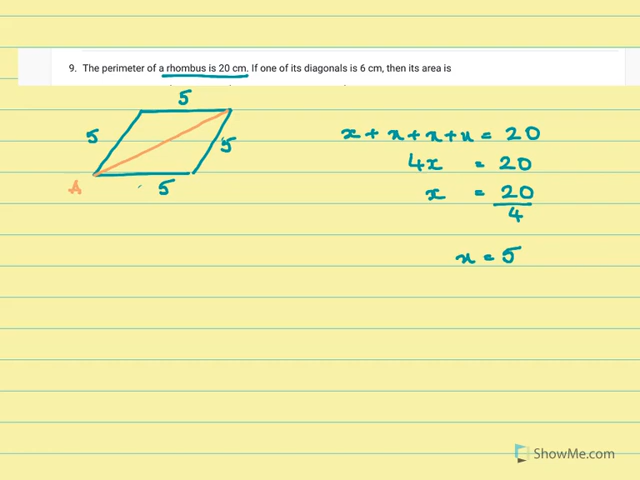 9. The perimeter of a rhombus is 20 cm. If one of its diagonals is 6 cm, then its area is
5
5
5
A
5
x + x + x + x = 20
4x = 20
x = 20
4
x = 5
ShowMe.com